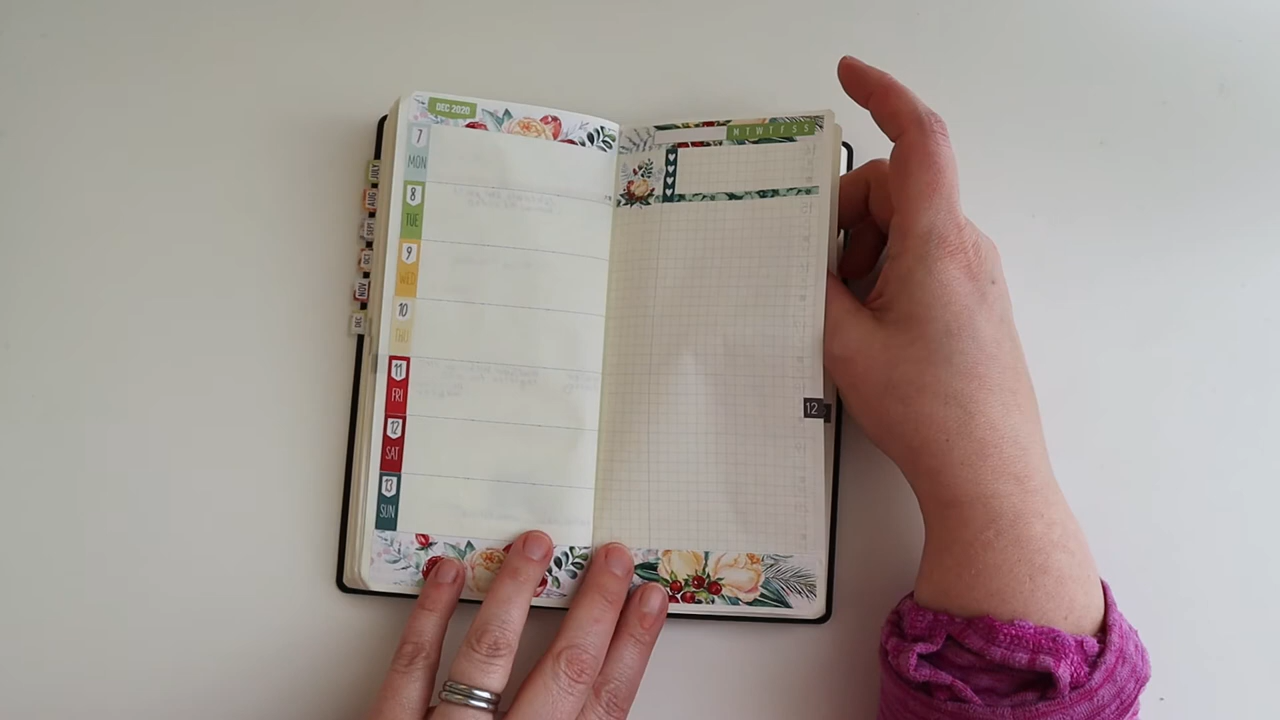 DEC 2020
7
MON
8
TUE
9
WED
10
THU
11
FRI
12
SAT
13
SUN
M T W T F S S
12
JULY
AUG
SEPT
OCT
NOV
DEC